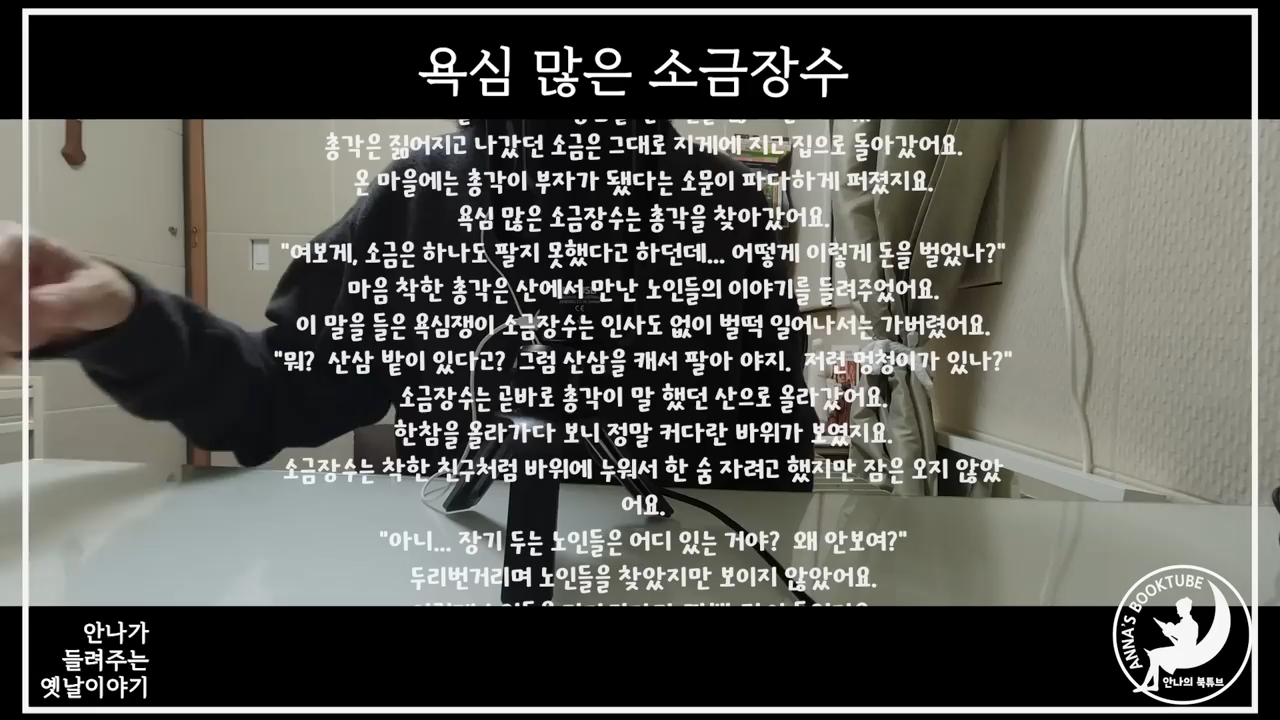 욕심 많은 소금장수
총각은 짊어지고 나갔던 소금은 그대로 지게에 지고 집으로 돌아갔어요.
온 마을에는 총각이 부자가 됐다는 소문이 파다하게 퍼졌지요.
욕심 많은 소금장수는 총각을 찾아갔어요.
"여보게, 소금은 하나도 팔지 못했다고 하던데... 어떻게 이렇게 돈을 벌었나?"
마음 착한 총각은 산에서 만난 노인들의 이야기를 들려주었어요.
이 말을 들은 욕심쟁이 소금장수는 인사도 없이 벌떡 일어나서는 가버렸어요.
"뭐? 산삼 밭이 있다고? 그럼 산삼을 캐서 팔아 야지. 저런 멍청이가 있나?"
소금장수는 곧바로 총각이 말 했던 산으로 올라갔어요.
한참을 올라가다 보니 정말 커다란 바위가 보였지요.
소금장수는 착한 친구처럼 바위에 누워서 한 숨 자려고 했지만 잠은 오지 않았
어요.
"아니... 장기 두는 노인들은 어디 있는 거야? 왜 안보여?"
두리번거리며 노인들을 찾았지만 보이지 않았어요.
안나가
들려주는
옛날이야기
ANNA'S BOOKTUBE
안나의 북튜브